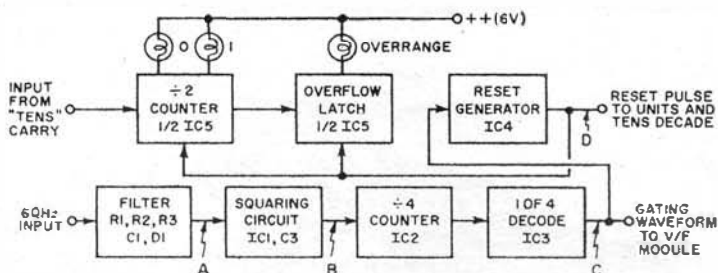 ++(6V)
0
1
OVERRANGE
INPUT
FROM
"TENS"
CARRY
÷2
COUNTER
1/2 IC5
OVERFLOW
LATCH
1/2 IC5
RESET
GENERATOR
IC4
RESET PULSE
TO UNITS AND
TENS DECADE
D
60Hz
INPUT
FILTER
R1, R2, R3
C1, D1
SQUARING
CIRCUIT
IC1, C3
÷4
COUNTER
IC2
1 OF 4
DECODE
IC3
GATING
WAVEFORM
TO V/F
MODULE
A
B
C